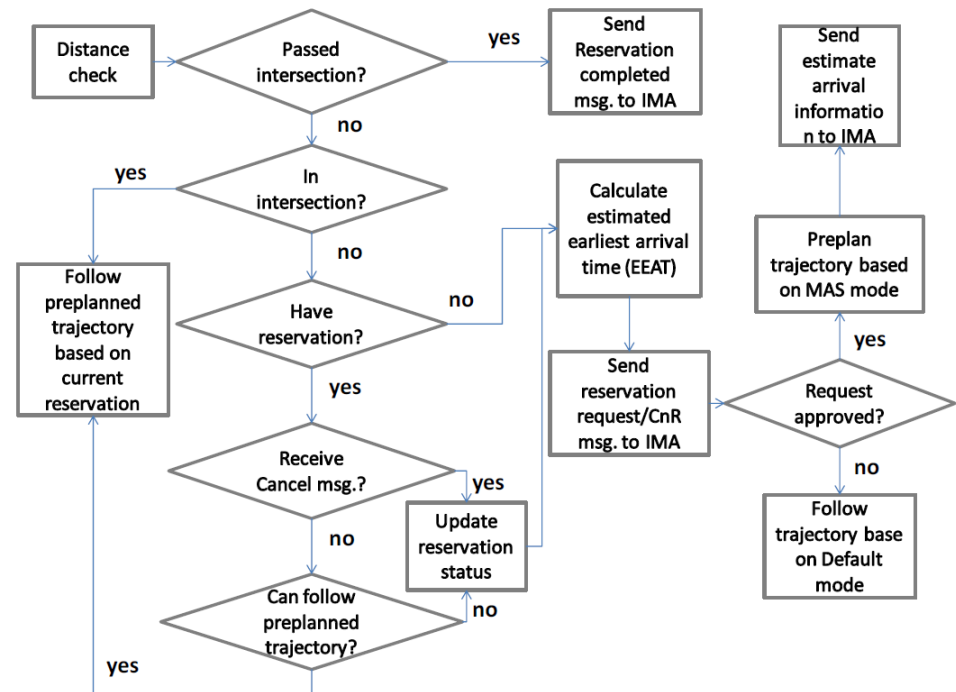 Distance
check
Passed
intersection?
yes
Send
Reservation
completed
msg. to IMA
Send
estimate
arrival
informatio
n to IMA
no
yes
In
intersection?
no
Calculate
estimated
earliest arrival
time (EEAT)
Preplan
trajectory based
on MAS mode
Follow
preplanned
trajectory
based on
current
reservation
Have
reservation?
no
yes
yes
Send
reservation
request/CnR
msg. to IMA
Request
approved?
no
Receive
Cancel msg.?
yes
no
Update
reservation
status
Follow
trajectory base
on Default
mode
Can follow
preplanned
trajectory?
no
yes